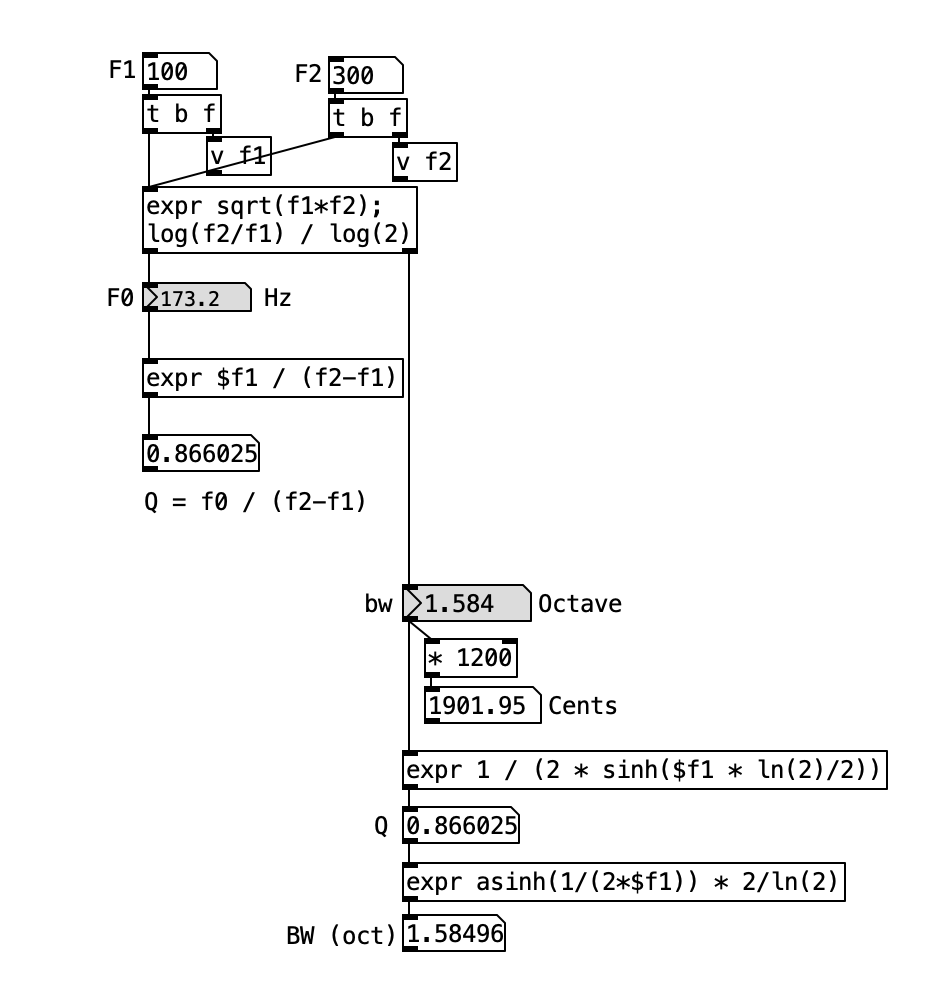 F1 100
F2 300
t b f
t b f
v f1
v f2
expr sqrt(f1*f2);
log(f2/f1) / log(2)
F0 173.2 Hz
expr $f1 / (f2-f1)
0.866025
Q = f0 / (f2-f1)
bw 1.584 Octave
* 1200
1901.95 Cents
expr 1 / (2 * sinh($f1 * ln(2)/2))
Q 0.866025
expr asinh(1/(2*$f1)) * 2/ln(2)
BW (oct) 1.58496